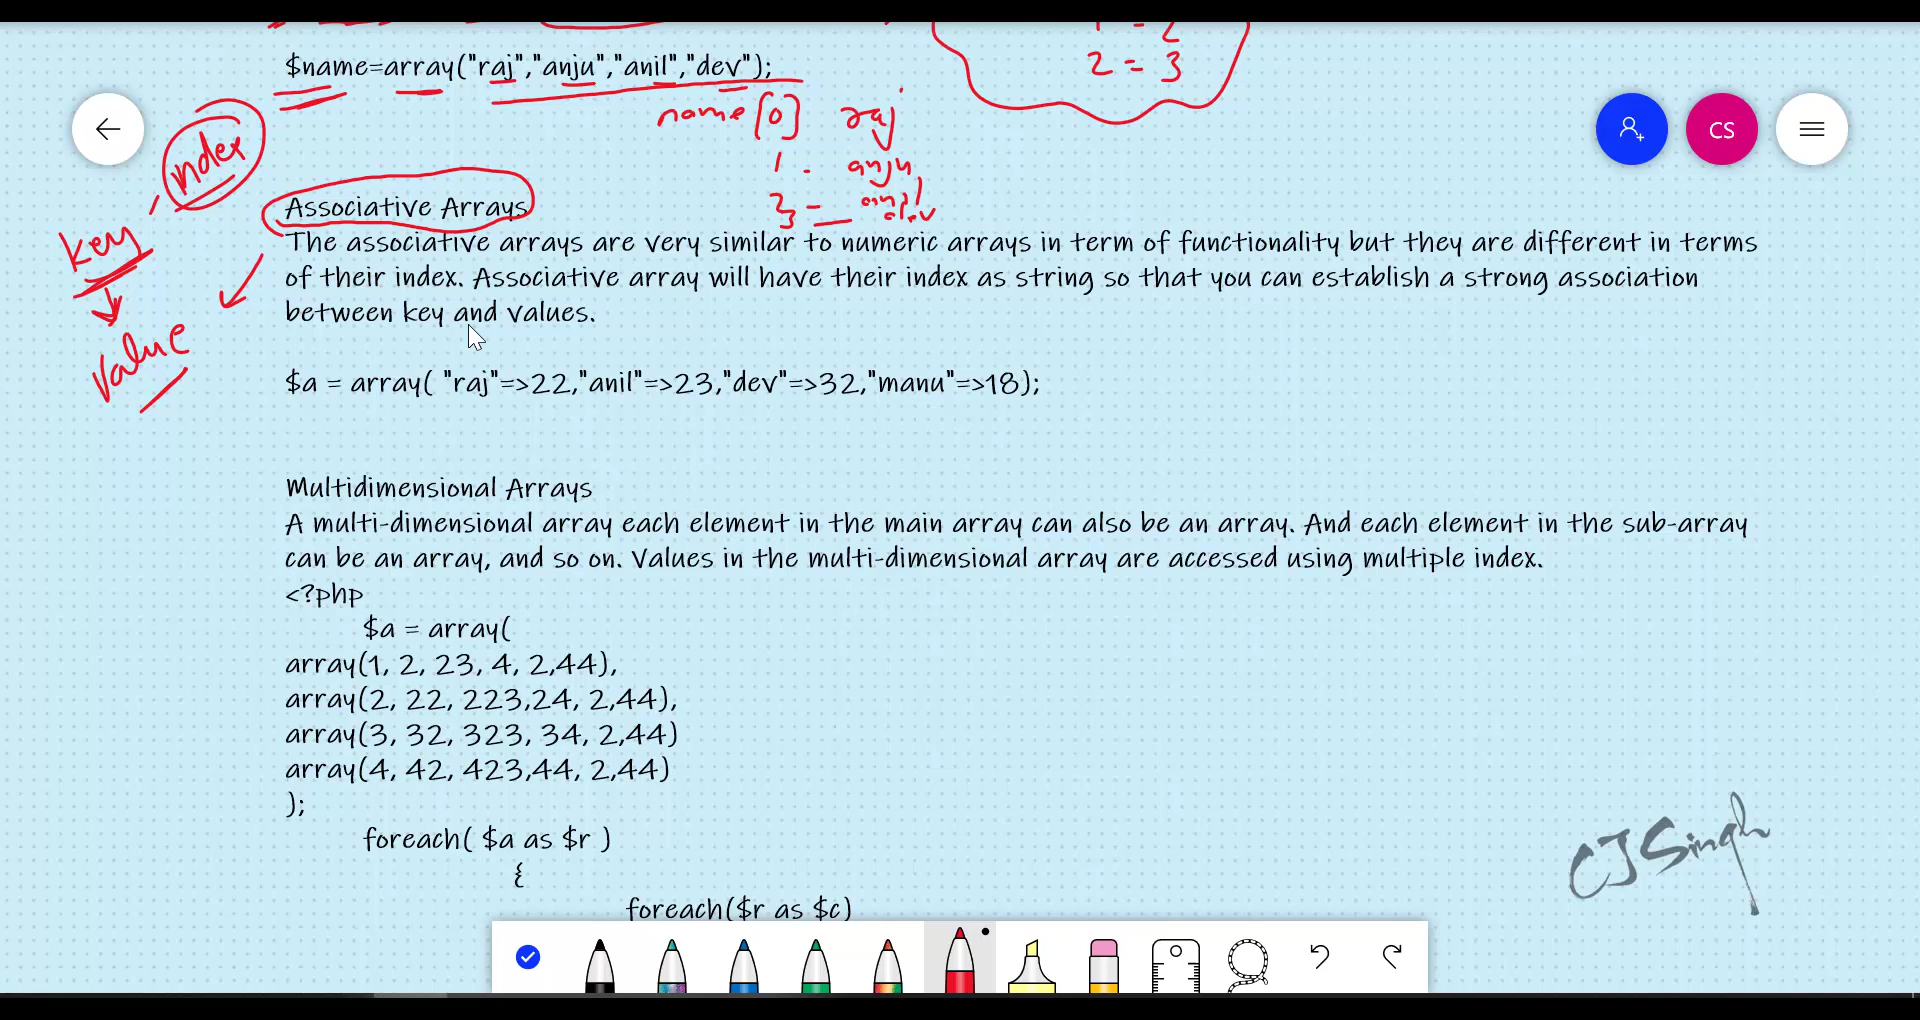 1 = 2
$name=array("raj","anju","anil","dev");
2 = 3
name [0] raj
index
1 - anju
Associative Arrays
2 - anil
3 dev
key
The associative arrays are very similar to numeric arrays in term of functionality but they are different in terms
of their index. Associative array will have their index as string so that you can establish a strong association
between key and values.
value
$a = array( "raj"=>22,"anil"=>23,"dev"=>32,"manu"=>18);
Multidimensional Arrays
A multi-dimensional array each element in the main array can also be an array. And each element in the sub-array
can be an array, and so on. Values in the multi-dimensional array are accessed using multiple index.
<?php
$a = array(
array(1, 2, 23, 4, 2,44),
array(2, 22, 223,24, 2,44),
array(3, 32, 323, 34, 2,44)
array(4, 42, 423,44, 2,44)
);
foreach( $a as $r )
{
foreach($r as $c)
CS
CJSingh